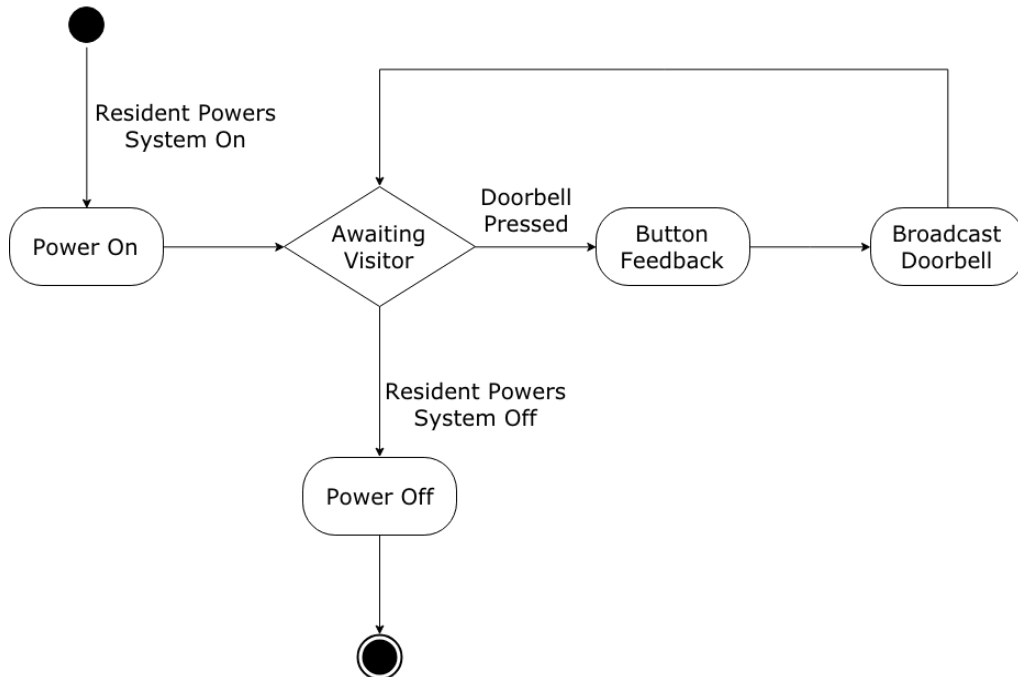 Resident Powers
System On
Power On
Awaiting
Visitor
Doorbell
Pressed
Button
Feedback
Broadcast
Doorbell
Resident Powers
System Off
Power Off